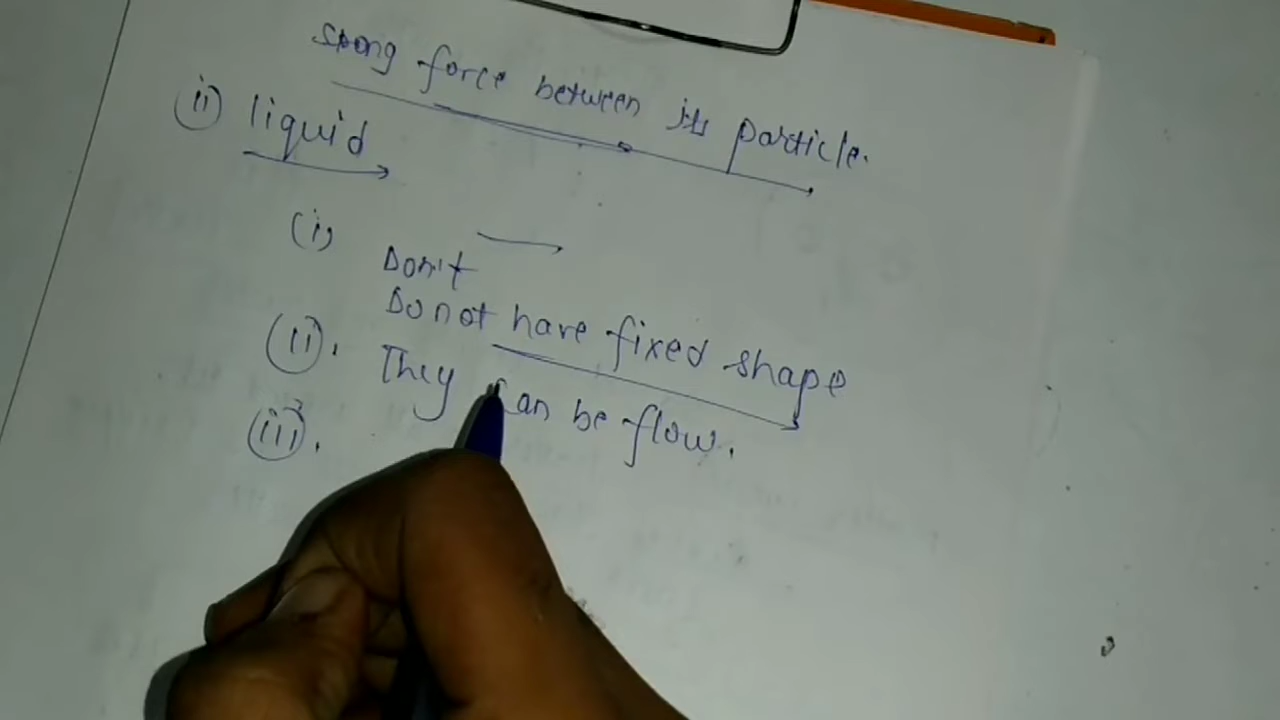 Strong force between its particle.
(ii) liquid
(i)
Don't
Do not have fixed shape
(ii). They can be flow.
(iii).